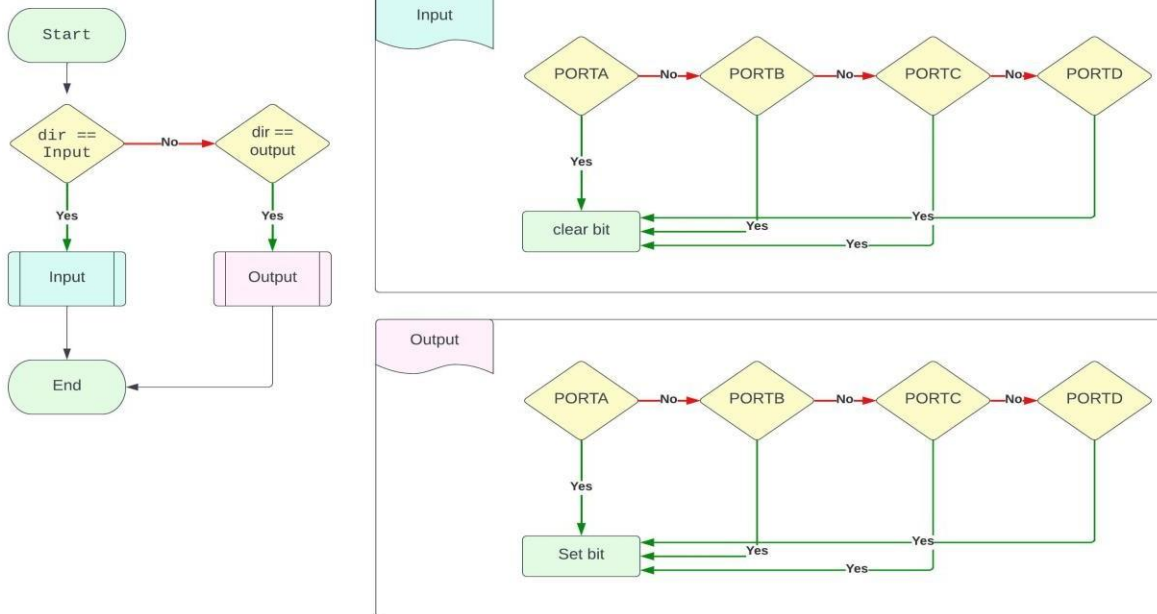 Start
dir ==
Input
No
dir ==
output
Yes
Yes
Input
Output
End
Input
PORTA
No
PORTB
No
PORTC
No
PORTD
Yes
clear bit
Yes
Yes
Yes
Output
PORTA
No
PORTB
No
PORTC
No
PORTD
Yes
Set bit
Yes
Yes
Yes